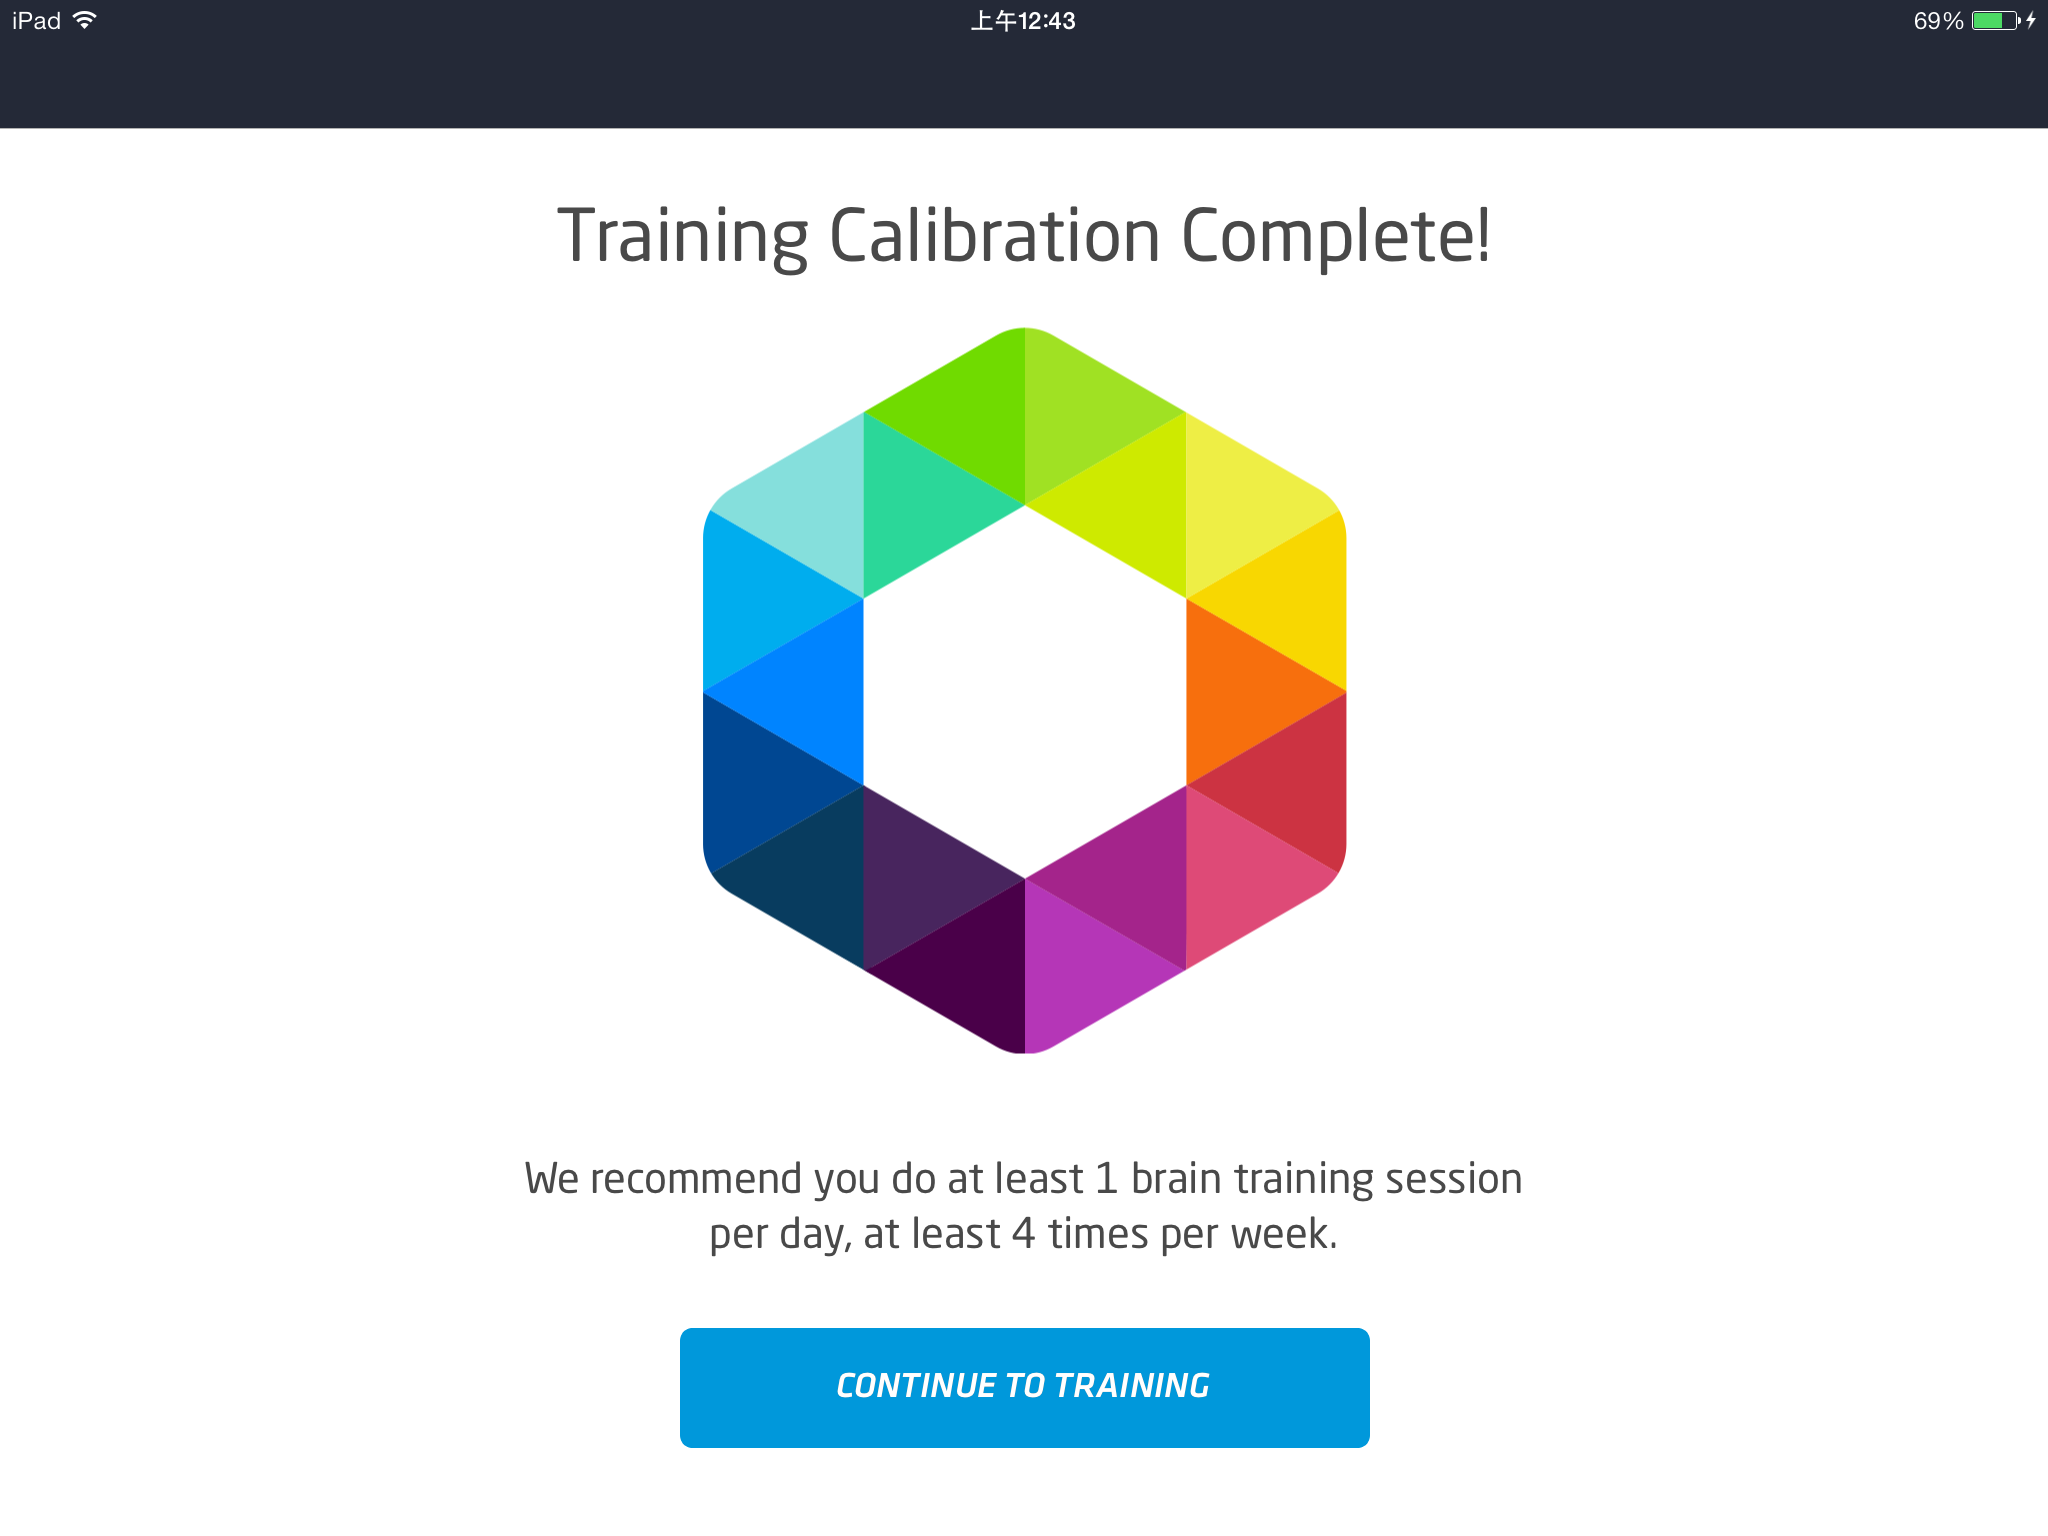 iPad 上午12:43 69%
Training Calibration Complete!
We recommend you do at least 1 brain training session
per day, at least 4 times per week.
CONTINUE TO TRAINING